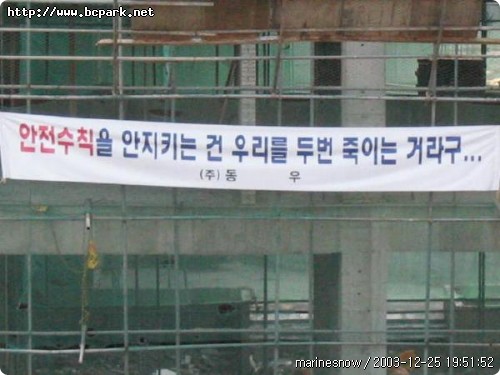 http://www.bcpark.net
안전수칙을 안지키는 건 우리를 두번 죽이는 거라구...
(주) 동 우
marinesnow / 2003-12-25 19:51:52